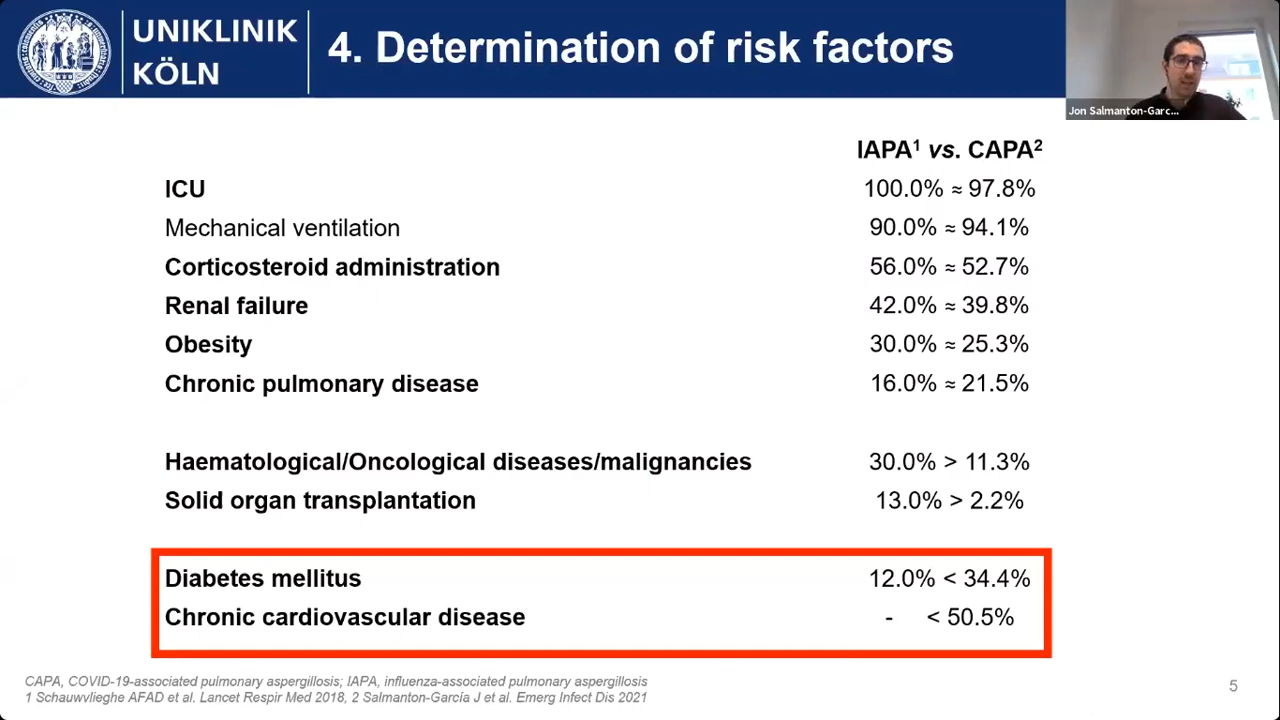 UNIKLINIK
KÖLN
4. Determination of risk factors
Jon Salmanton-Garc...
IAPA¹ vs. CAPA²
ICU 100.0% ≈ 97.8%
Mechanical ventilation 90.0% ≈ 94.1%
Corticosteroid administration 56.0% ≈ 52.7%
Renal failure 42.0% ≈ 39.8%
Obesity 30.0% ≈ 25.3%
Chronic pulmonary disease 16.0% ≈ 21.5%
Haematological/Oncological diseases/malignancies 30.0% > 11.3%
Solid organ transplantation 13.0% > 2.2%
Diabetes mellitus 12.0% < 34.4%
Chronic cardiovascular disease - < 50.5%
CAPA, COVID-19-associated pulmonary aspergillosis; IAPA, influenza-associated pulmonary aspergillosis
1 Schauwvlieghe AFAD et al. Lancet Respir Med 2018, 2 Salmanton-García J et al. Emerg Infect Dis 2021
5